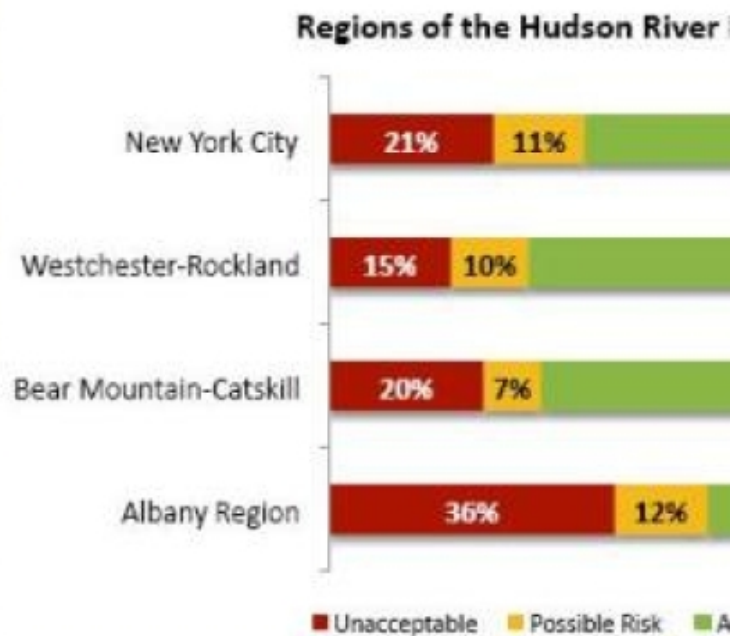 Regions of the Hudson River
New York City 21% 11%
Westchester-Rockland 15% 10%
Bear Mountain-Catskill 20% 7%
Albany Region 36% 12%
Unacceptable Possible Risk A